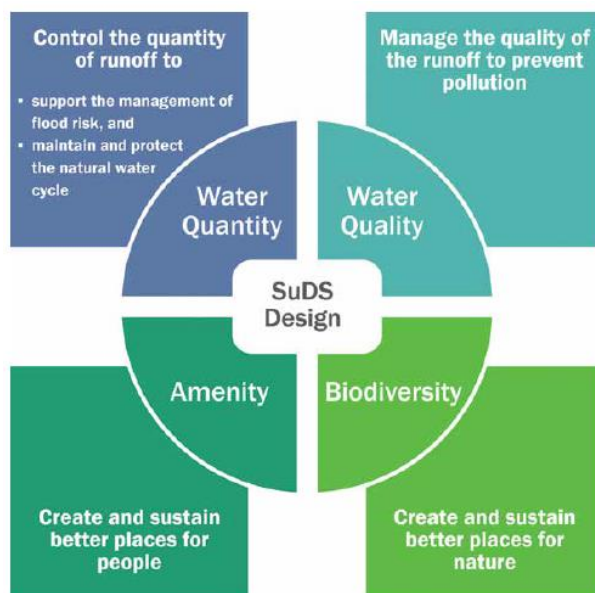 Control the quantity
of runoff to
• support the management of
flood risk, and
• maintain and protect
the natural water
cycle
Manage the quality of
the runoff to prevent
pollution
Water
Quantity
Water
Quality
SuDS
Design
Amenity
Biodiversity
Create and sustain
better places for
people
Create and sustain
better places for
nature